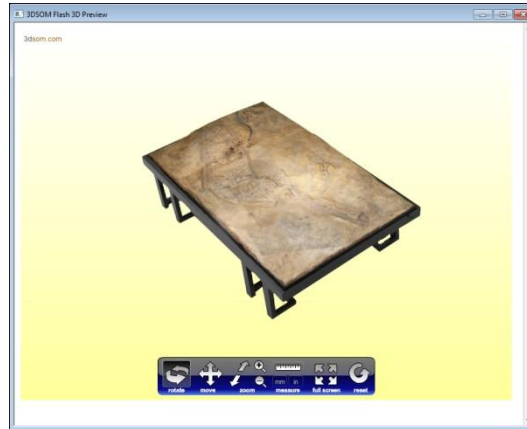 3DSOM Flash 3D Preview
3dsom.com
mm in
rotate move zoom measure full screen reset